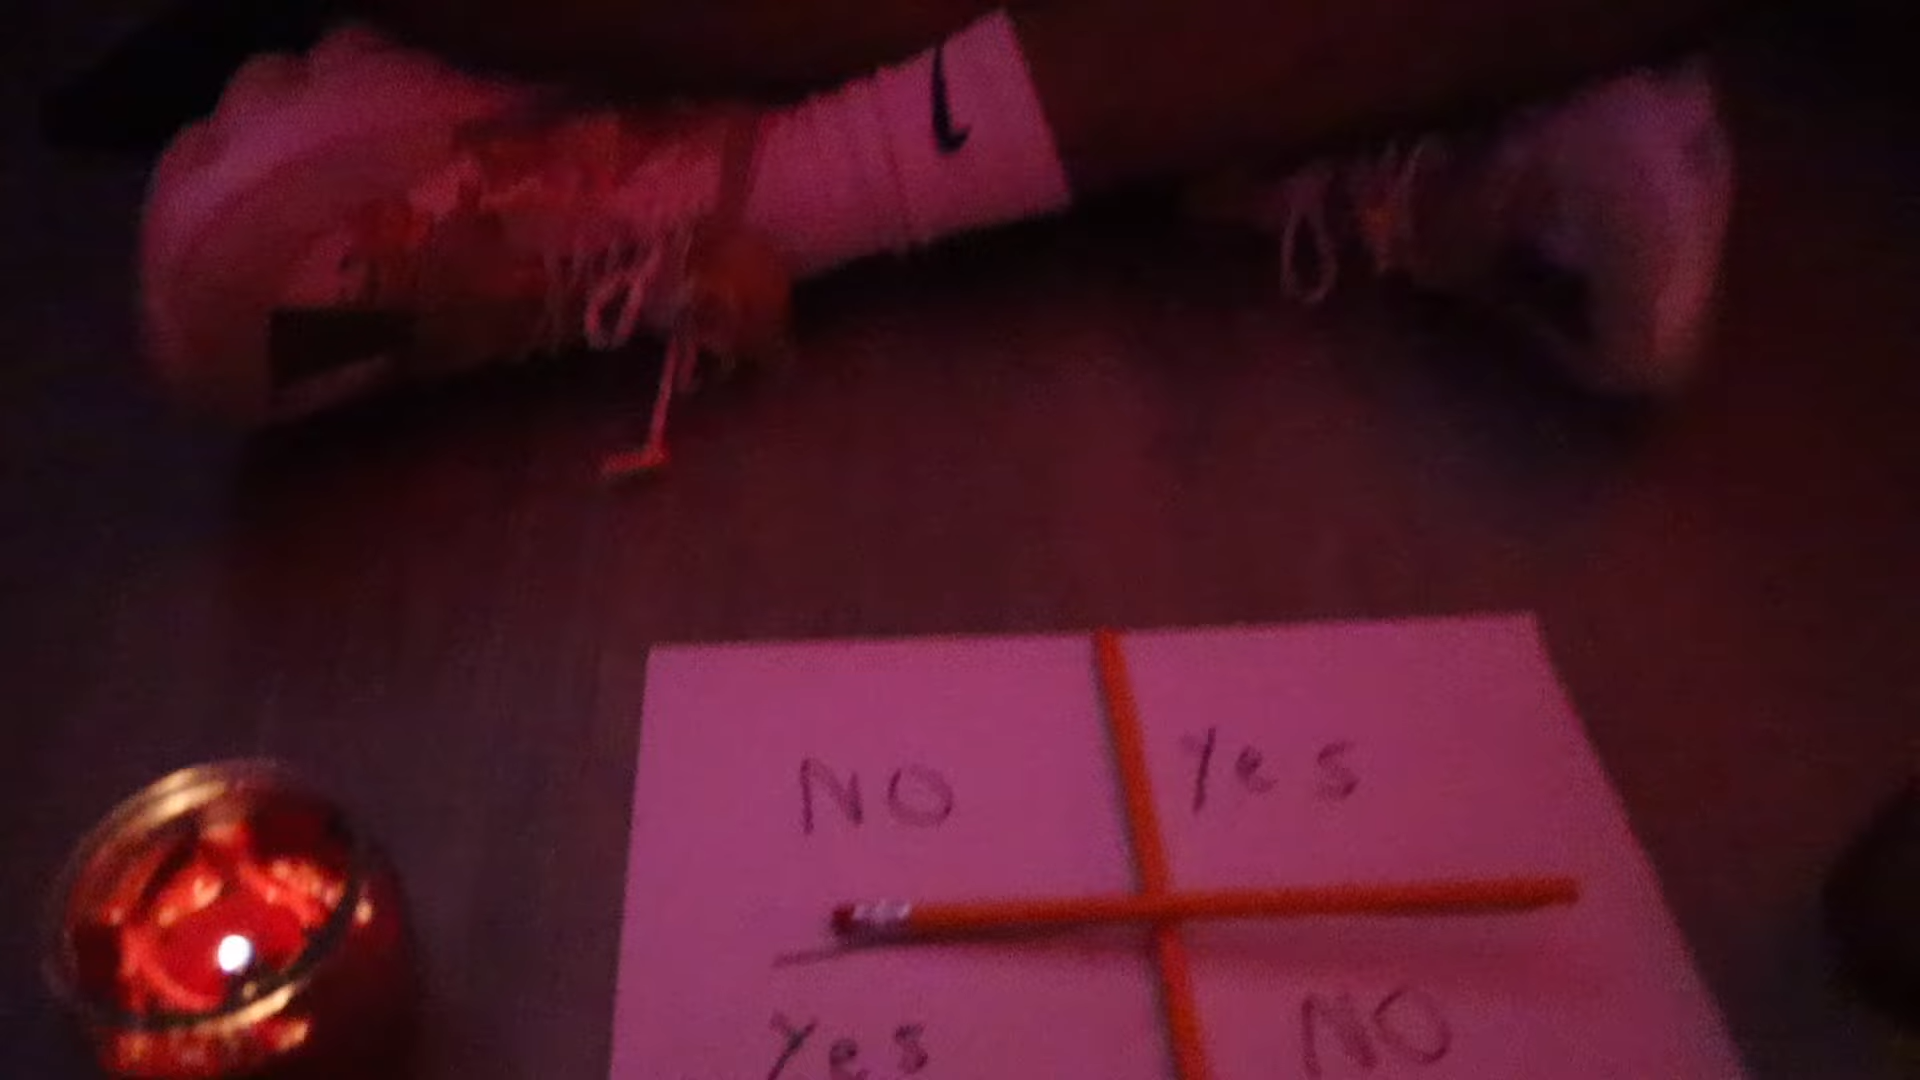 NO Yes
Yes NO